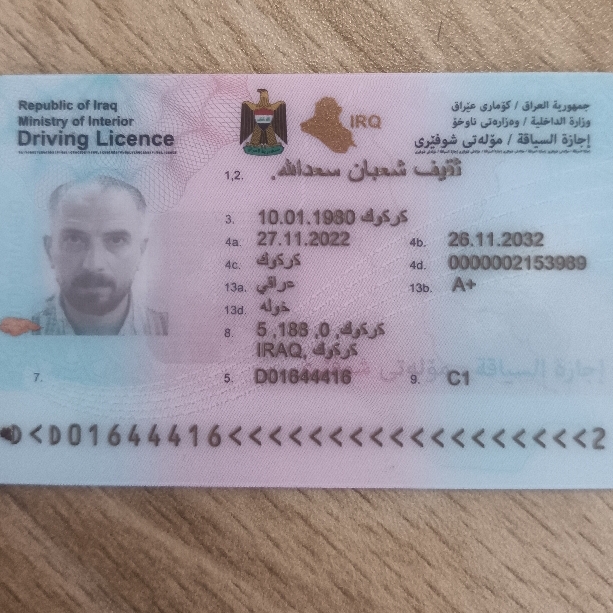 Republic of Iraq
Ministry of Interior
Driving Licence
IRQ
جمهورية العراق / كۆماری عێراق
وزارة الداخلية / وەزارەتی ناوخۆ
إجازة السياقة / مۆڵەتی شوفێری
1,2. شعبان سعدالله
3. 10.01.1980 كركوك
4a. 27.11.2022 4b. 26.11.2032
4c. كركوك 4d. 0000002153989
13a. عراقي 13b. A+
13d. خوله
8. 5 ,188 ,0 ,كركوك
IRAQ, كركوك
7. 5. D01644416 9. C1
إجازة السياقة مۆڵەتی
D<D01644416<<<<<<<<<<<<<<<<<<<2